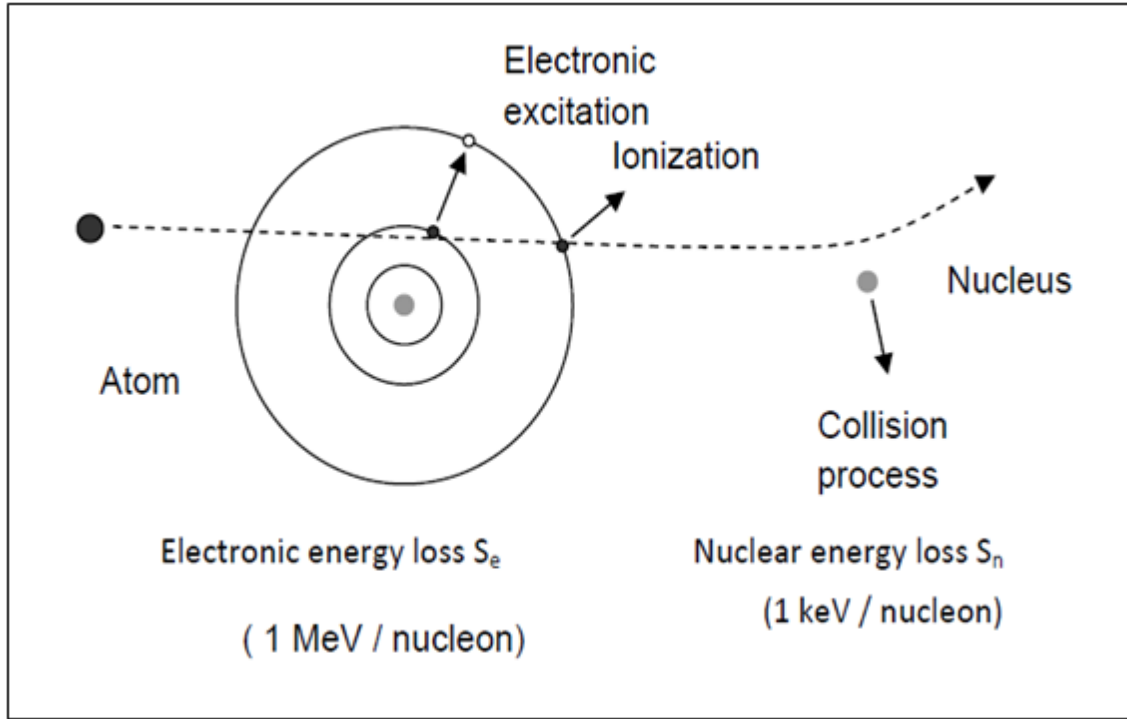 Electronic
excitation
Ionization
Nucleus
Atom
Collision
process
Electronic energy loss Sₑ
Nuclear energy loss Sₙ
(1 keV / nucleon)
( 1 MeV / nucleon)